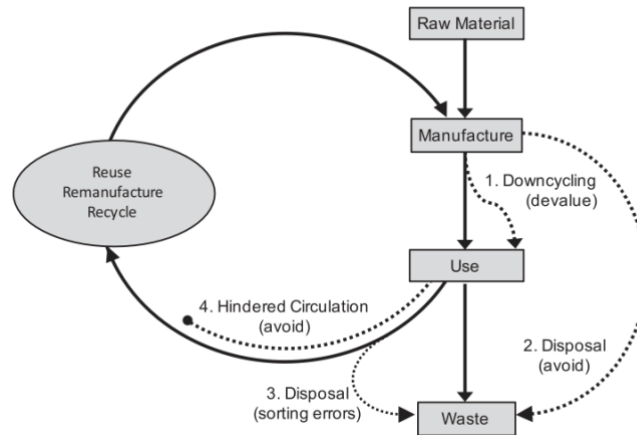 Raw Material
Manufacture
Reuse
Remanufacture
Recycle
1. Downcycling
(devalue)
Use
4. Hindered Circulation
(avoid)
2. Disposal
(avoid)
3. Disposal
(sorting errors)
Waste